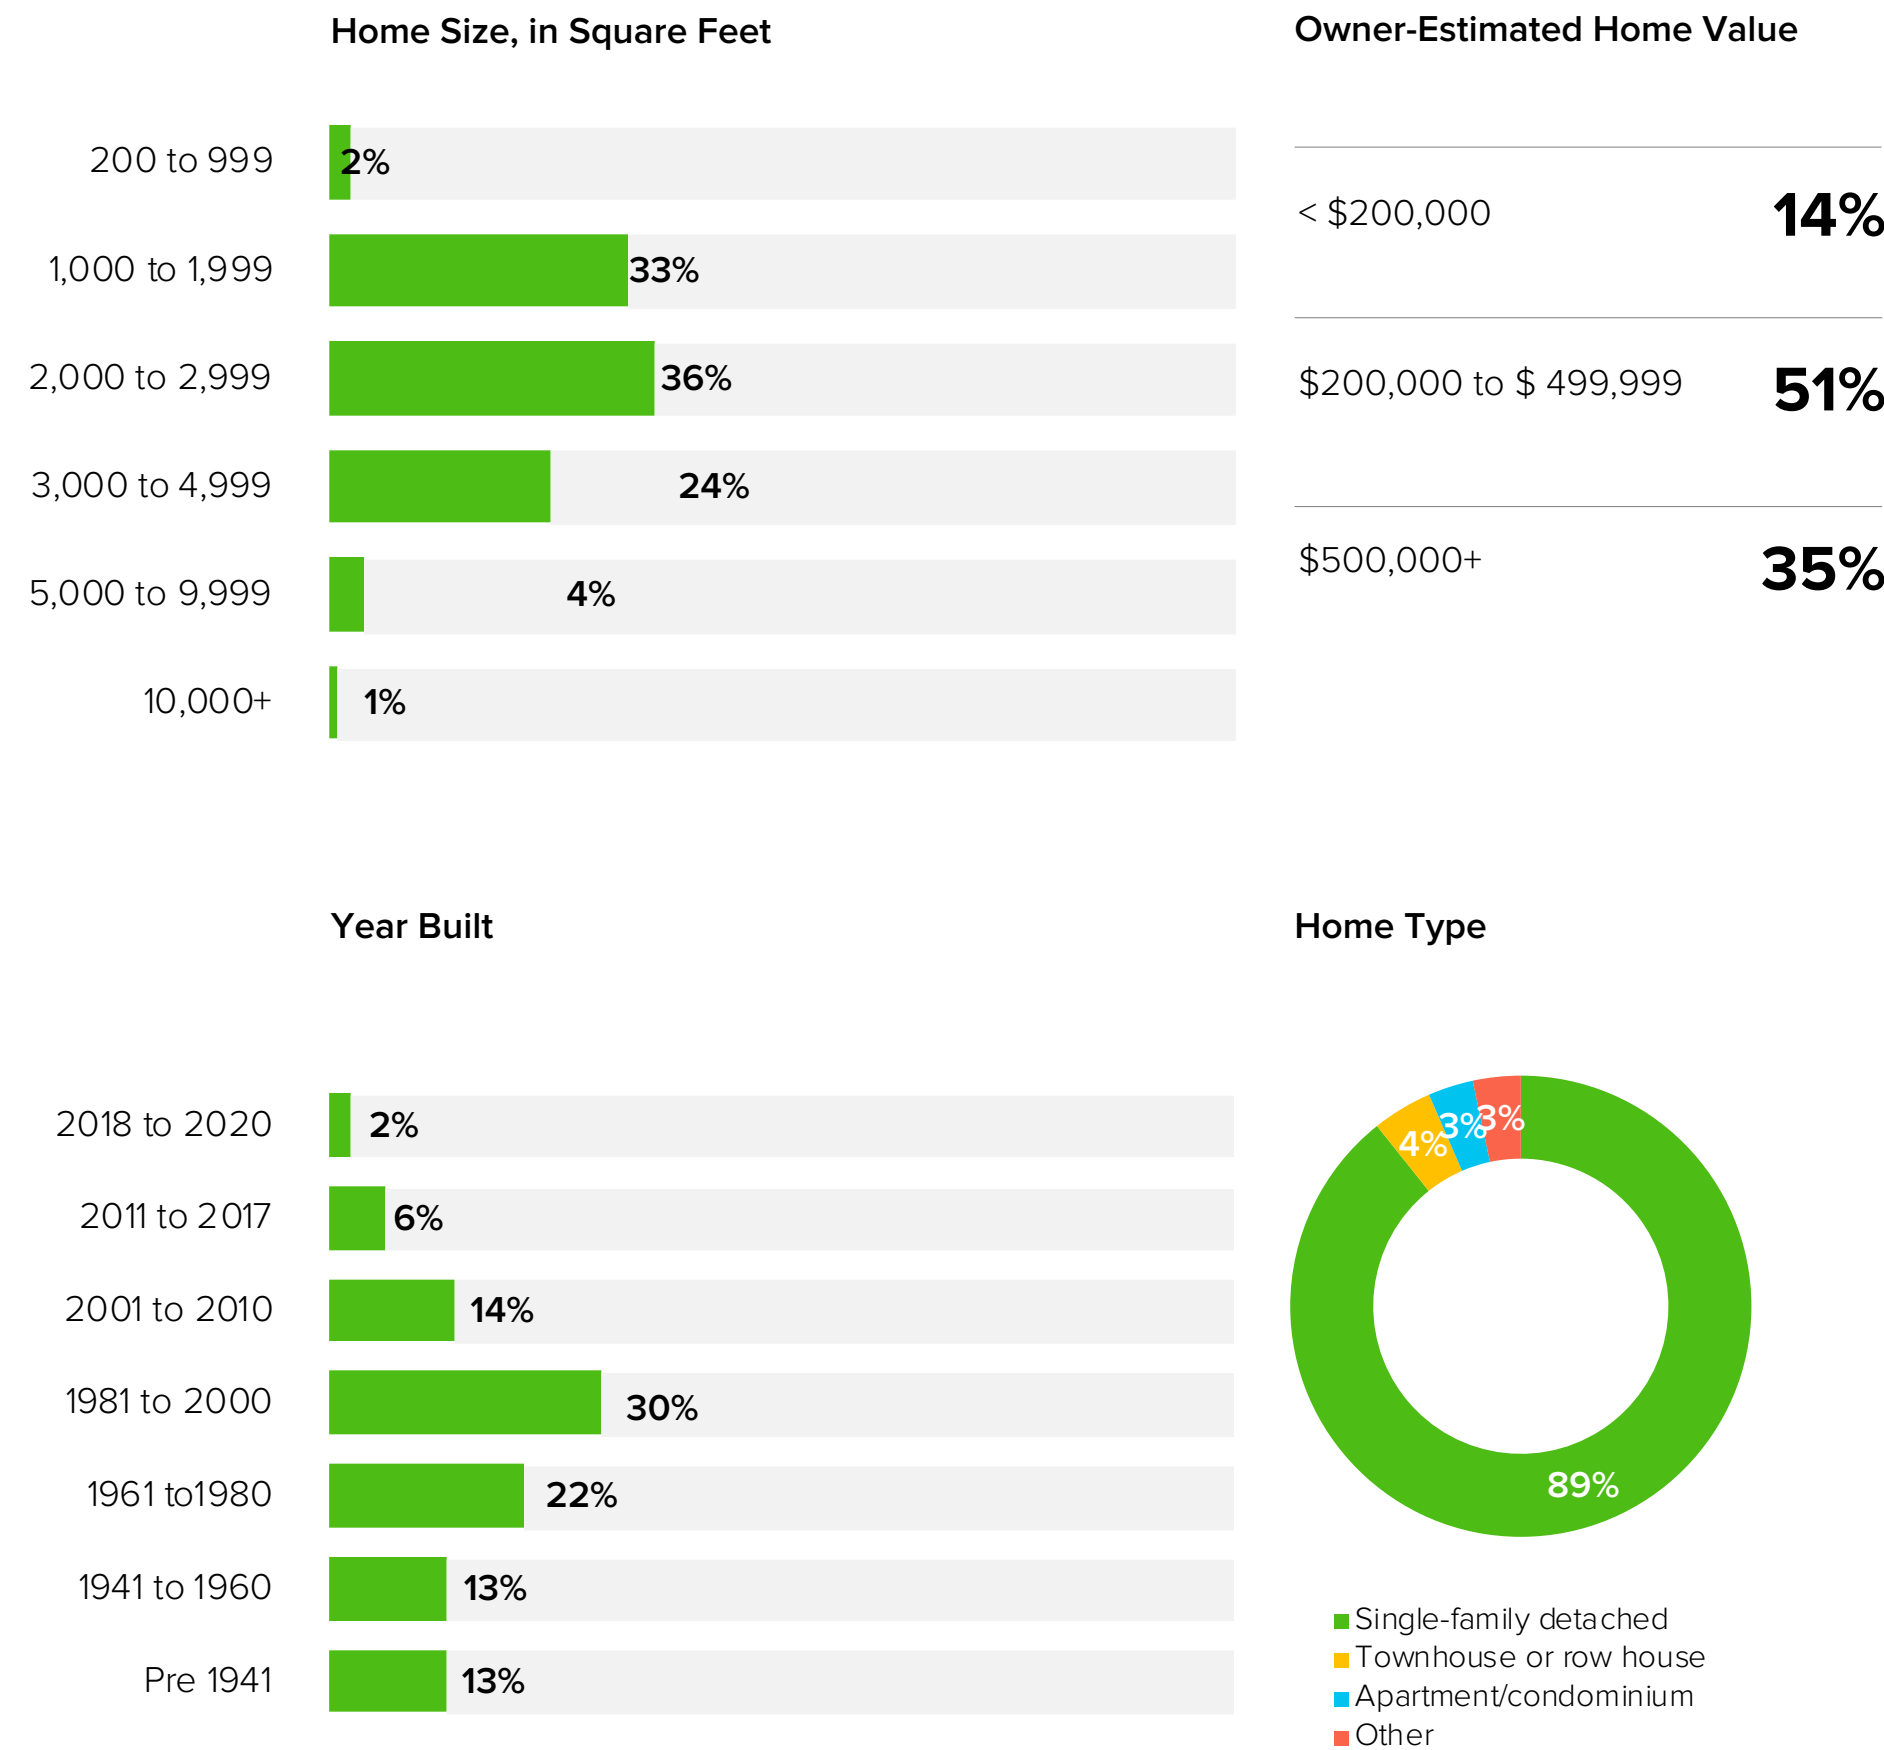 Home Size, in Square Feet
200 to 999 2%
1,000 to 1,999 33%
2,000 to 2,999 36%
3,000 to 4,999 24%
5,000 to 9,999 4%
10,000+ 1%
Owner-Estimated Home Value
< $200,000 14%
$200,000 to $ 499,999 51%
$500,000+ 35%
Year Built
2018 to 2020 2%
2011 to 2017 6%
2001 to 2010 14%
1981 to 2000 30%
1961 to1980 22%
1941 to 1960 13%
Pre 1941 13%
Home Type
4% 3% 3%
89%
Single-family detached
Townhouse or row house
Apartment/condominium
Other